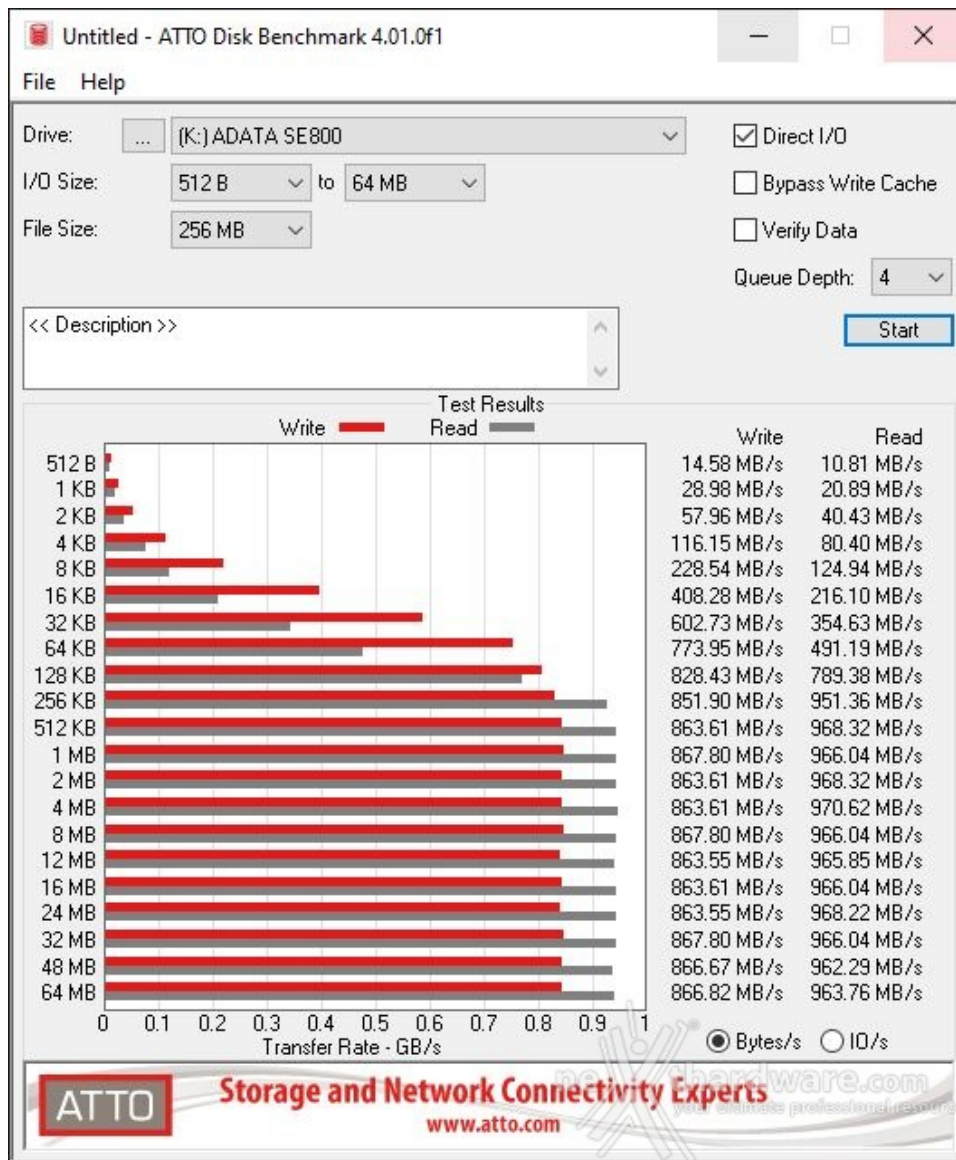 Untitled - ATTO Disk Benchmark 4.01.0f1
File Help
Drive: ... (K:) ADATA SE800
Direct I/O
I/O Size: 512 B to 64 MB
Bypass Write Cache
File Size: 256 MB
Verify Data
Queue Depth: 4
<< Description >>
Start
Test Results
Write Read
Write Read
512 B 14.58 MB/s 10.81 MB/s
1 KB 28.98 MB/s 20.89 MB/s
2 KB 57.96 MB/s 40.43 MB/s
4 KB 116.15 MB/s 80.40 MB/s
8 KB 228.54 MB/s 124.94 MB/s
16 KB 408.28 MB/s 216.10 MB/s
32 KB 602.73 MB/s 354.63 MB/s
64 KB 773.95 MB/s 491.19 MB/s
128 KB 828.43 MB/s 789.38 MB/s
256 KB 851.90 MB/s 951.36 MB/s
512 KB 863.61 MB/s 968.32 MB/s
1 MB 867.80 MB/s 966.04 MB/s
2 MB 863.61 MB/s 968.32 MB/s
4 MB 863.61 MB/s 970.62 MB/s
8 MB 867.80 MB/s 966.04 MB/s
12 MB 863.55 MB/s 965.85 MB/s
16 MB 863.61 MB/s 966.04 MB/s
24 MB 863.55 MB/s 968.22 MB/s
32 MB 867.80 MB/s 966.04 MB/s
48 MB 866.67 MB/s 962.29 MB/s
64 MB 866.82 MB/s 963.76 MB/s
0 0.1 0.2 0.3 0.4 0.5 0.6 0.7 0.8 0.9 1
Transfer Rate - GB/s
Bytes/s IO/s
ATTO
Storage and Network Connectivity Experts
www.atto.com
nexthardware.com
your ultimate professional resource